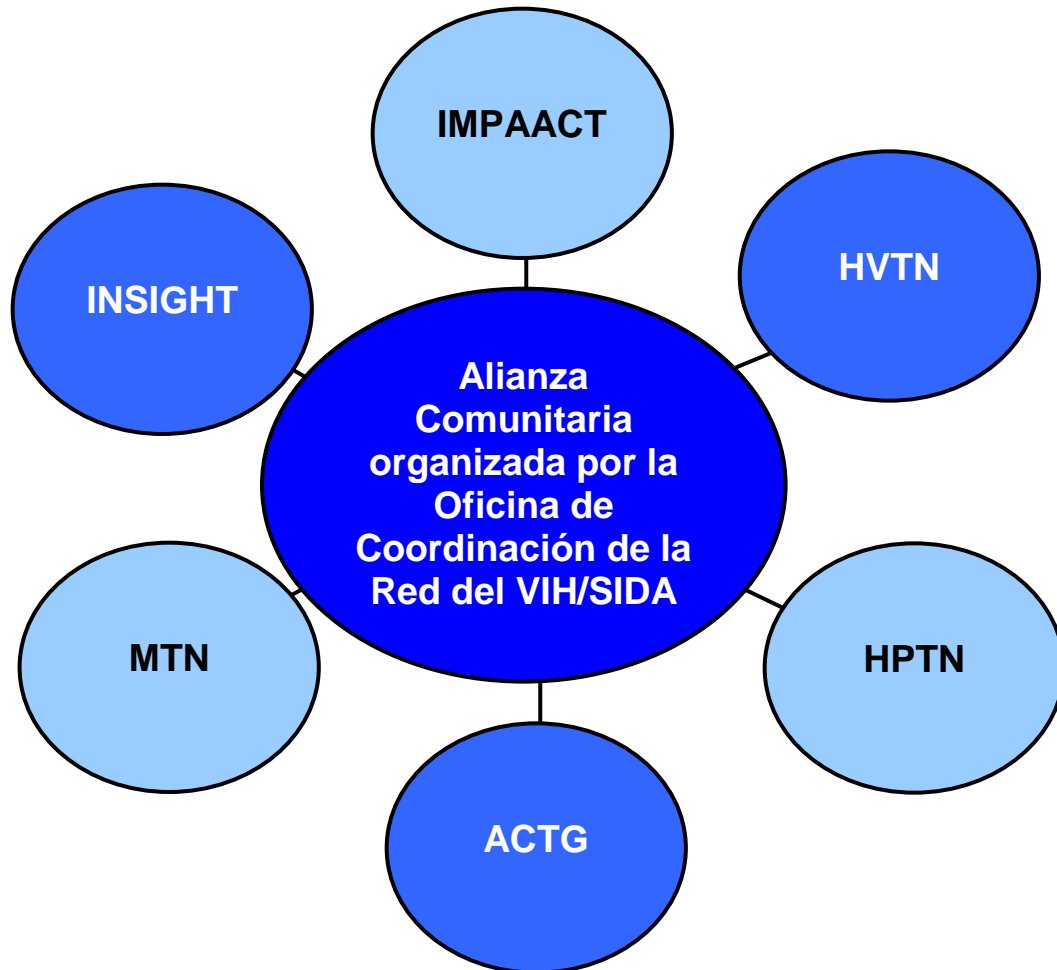 IMPAACT
HVTN
INSIGHT
Alianza
Comunitaria
organizada por la
Oficina de
Coordinación de la
Red del VIH/SIDA
MTN
HPTN
ACTG